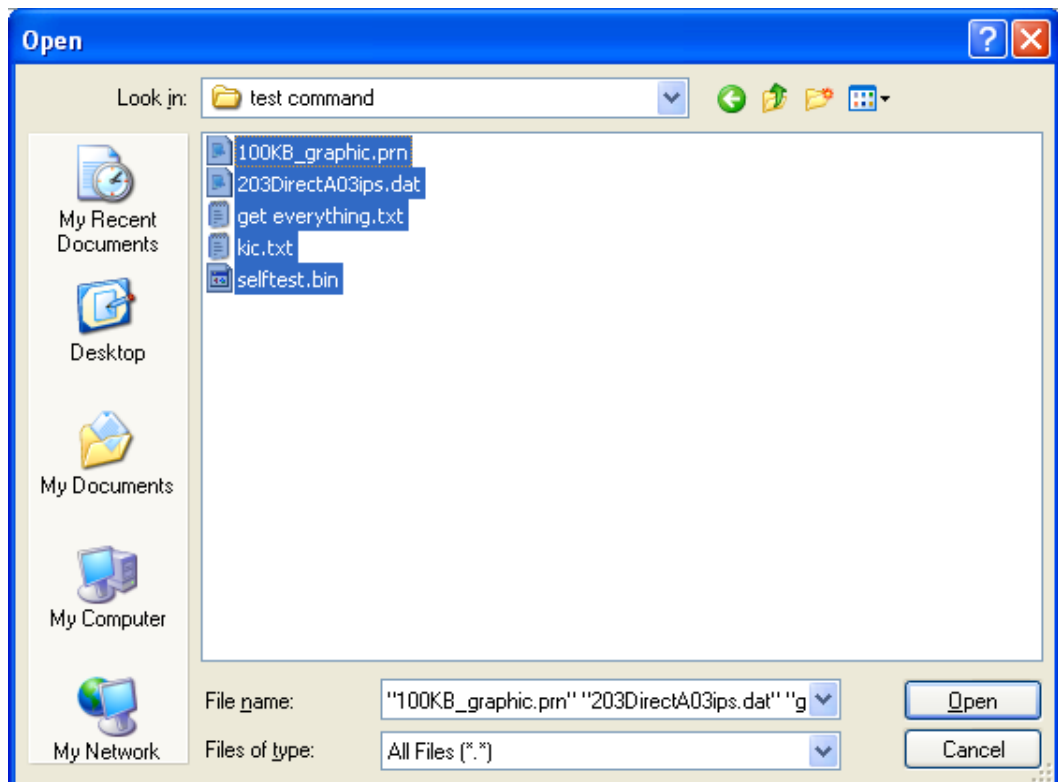 Open
Look in:
test command
My Recent
Documents
Desktop
My Documents
My Computer
My Network
100KB_graphic.prn
203DirectA03ips.dat
get everything.txt
kic.txt
selftest.bin
File name:
"100KB_graphic.prn" "203DirectA03ips.dat" "g
Open
Files of type:
All Files (*.*)
Cancel